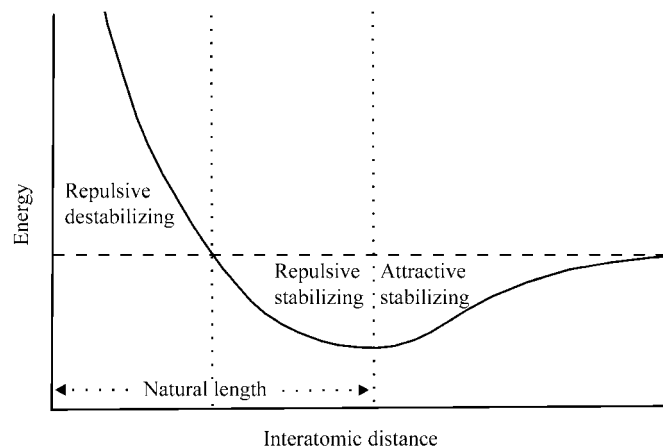 Repulsive
destabilizing
Energy
Repulsive
stabilizing
Attractive
stabilizing
Natural length
Interatomic distance